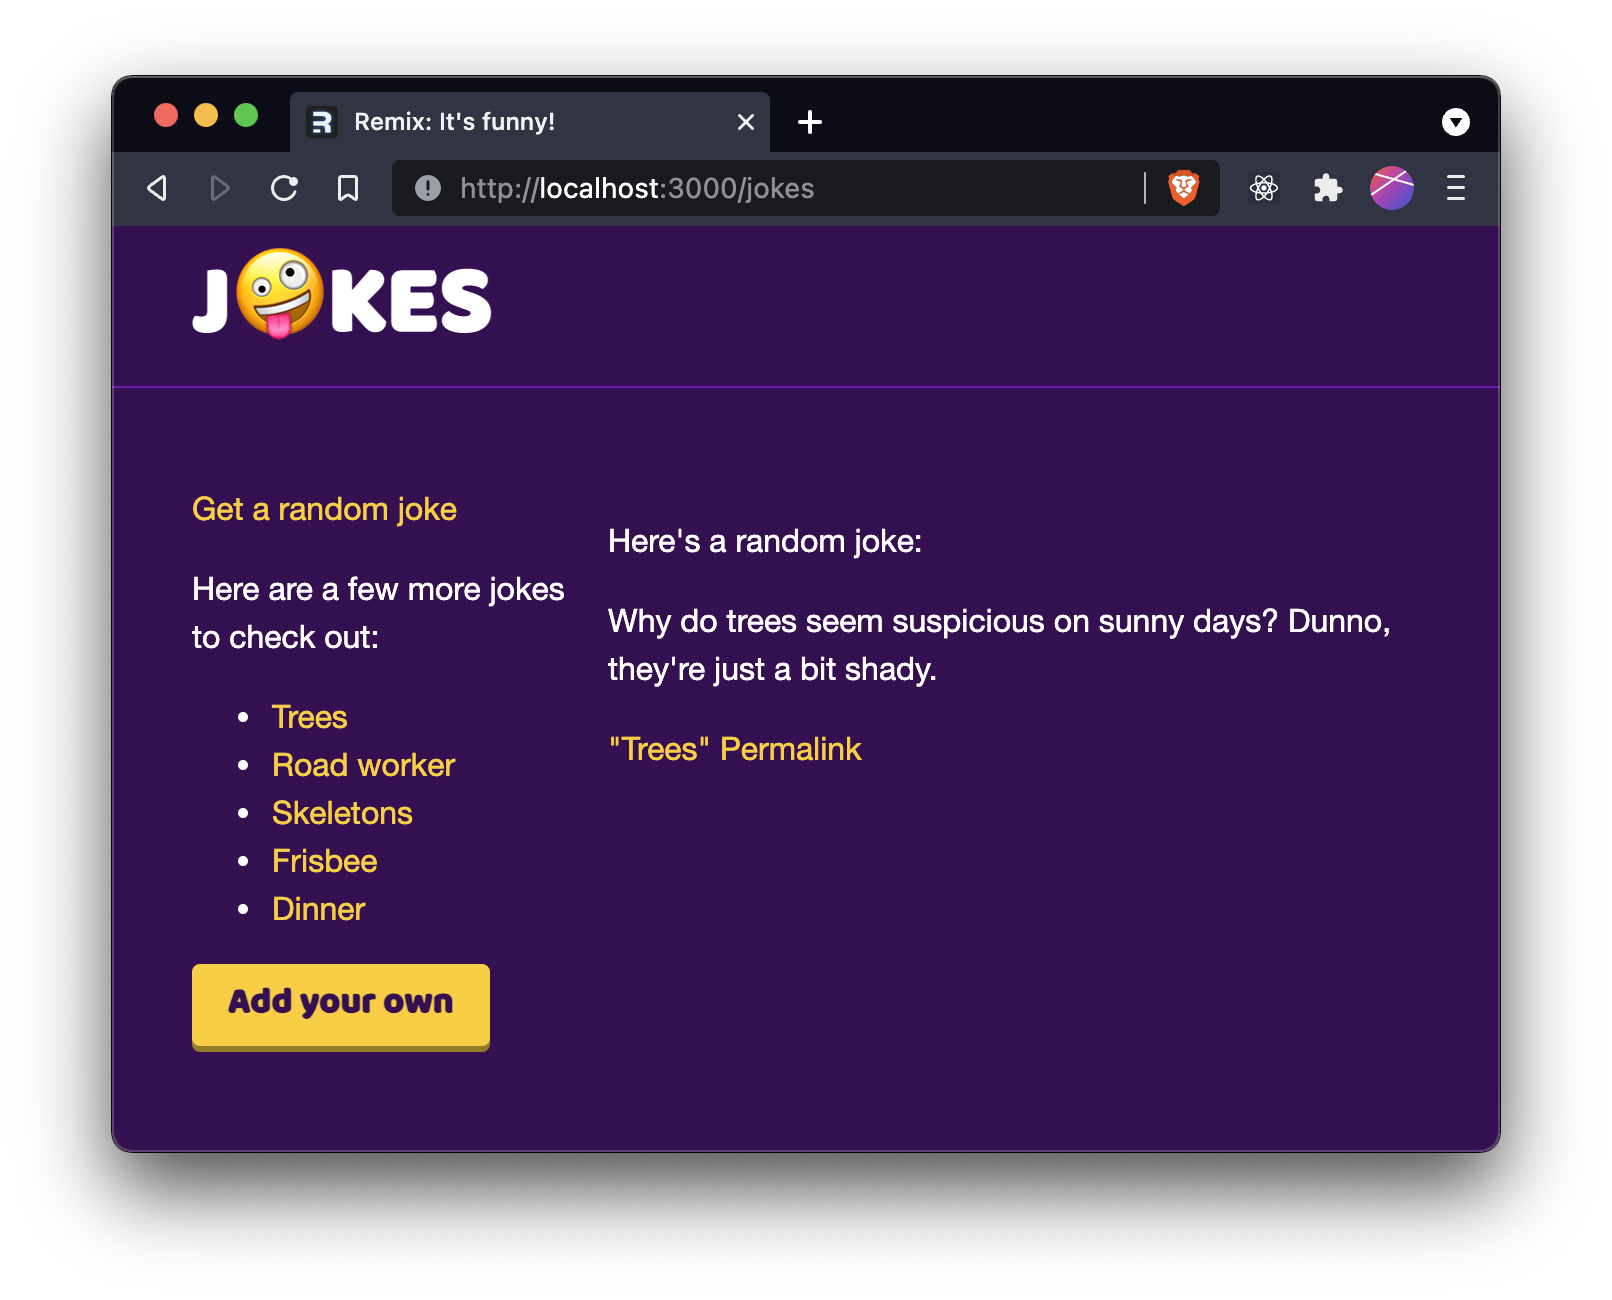 Remix: It's funny!
http://localhost:3000/jokes
J🤪KES
Get a random joke
Here are a few more jokes
to check out:
Trees
Road worker
Skeletons
Frisbee
Dinner
Add your own
Here's a random joke:
Why do trees seem suspicious on sunny days? Dunno,
they're just a bit shady.
"Trees" Permalink